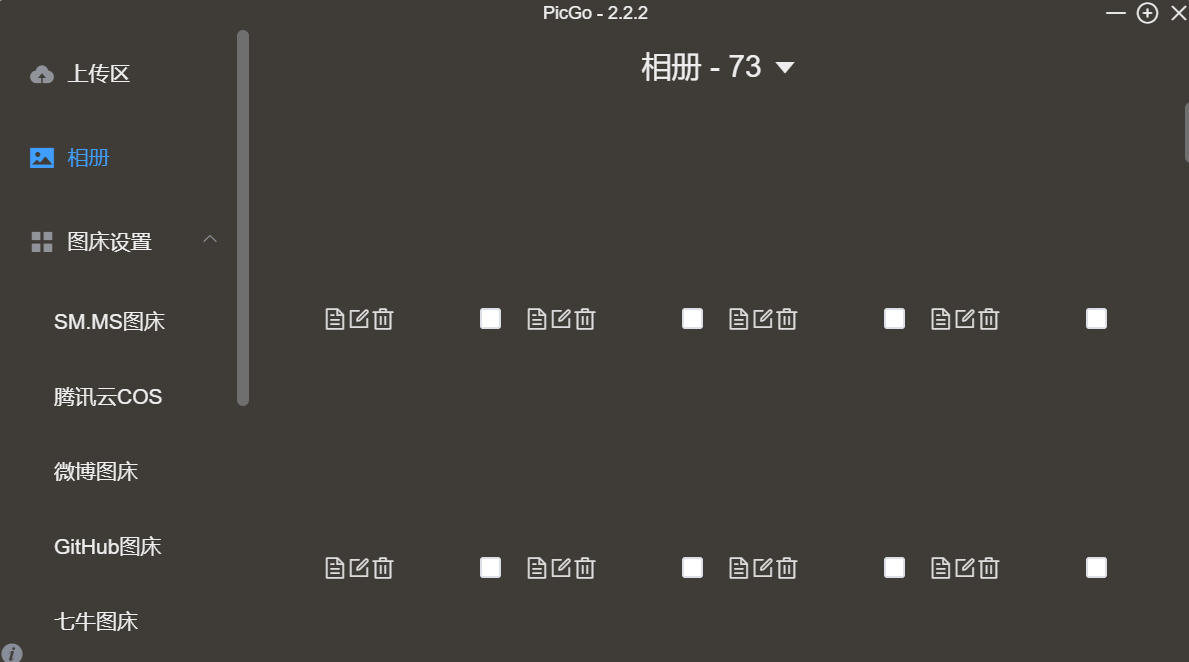 PicGo - 2.2.2
上传区
相册
图床设置
SM.MS图床
腾讯云COS
微博图床
GitHub图床
七牛图床
相册 - 73